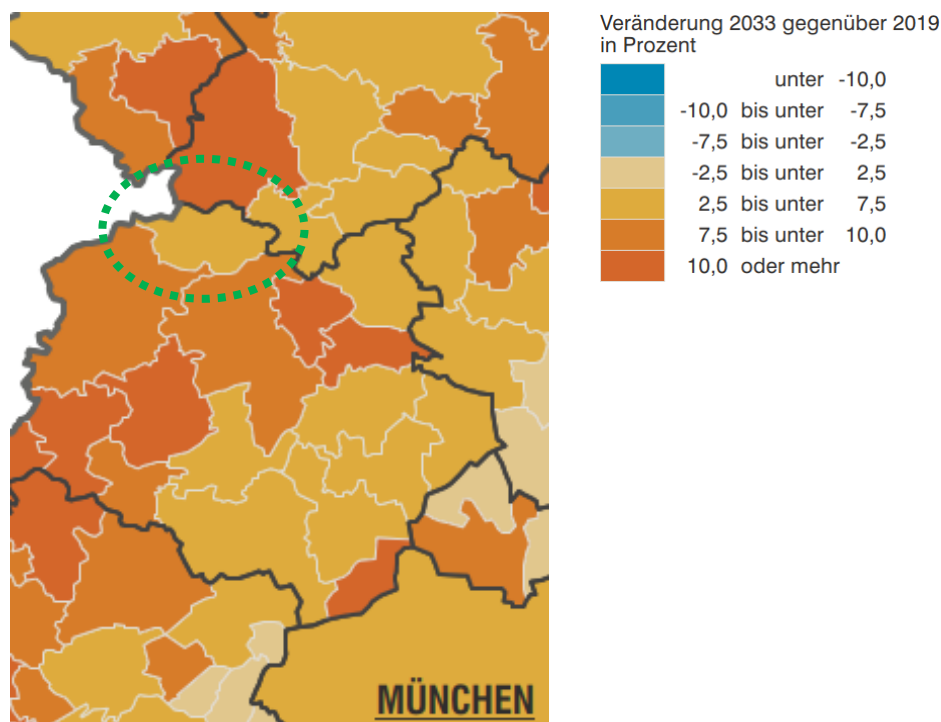 Veränderung 2033 gegenüber 2019
in Prozent
unter -10,0
-10,0 bis unter -7,5
-7,5 bis unter -2,5
-2,5 bis unter 2,5
2,5 bis unter 7,5
7,5 bis unter 10,0
10,0 oder mehr
MÜNCHEN